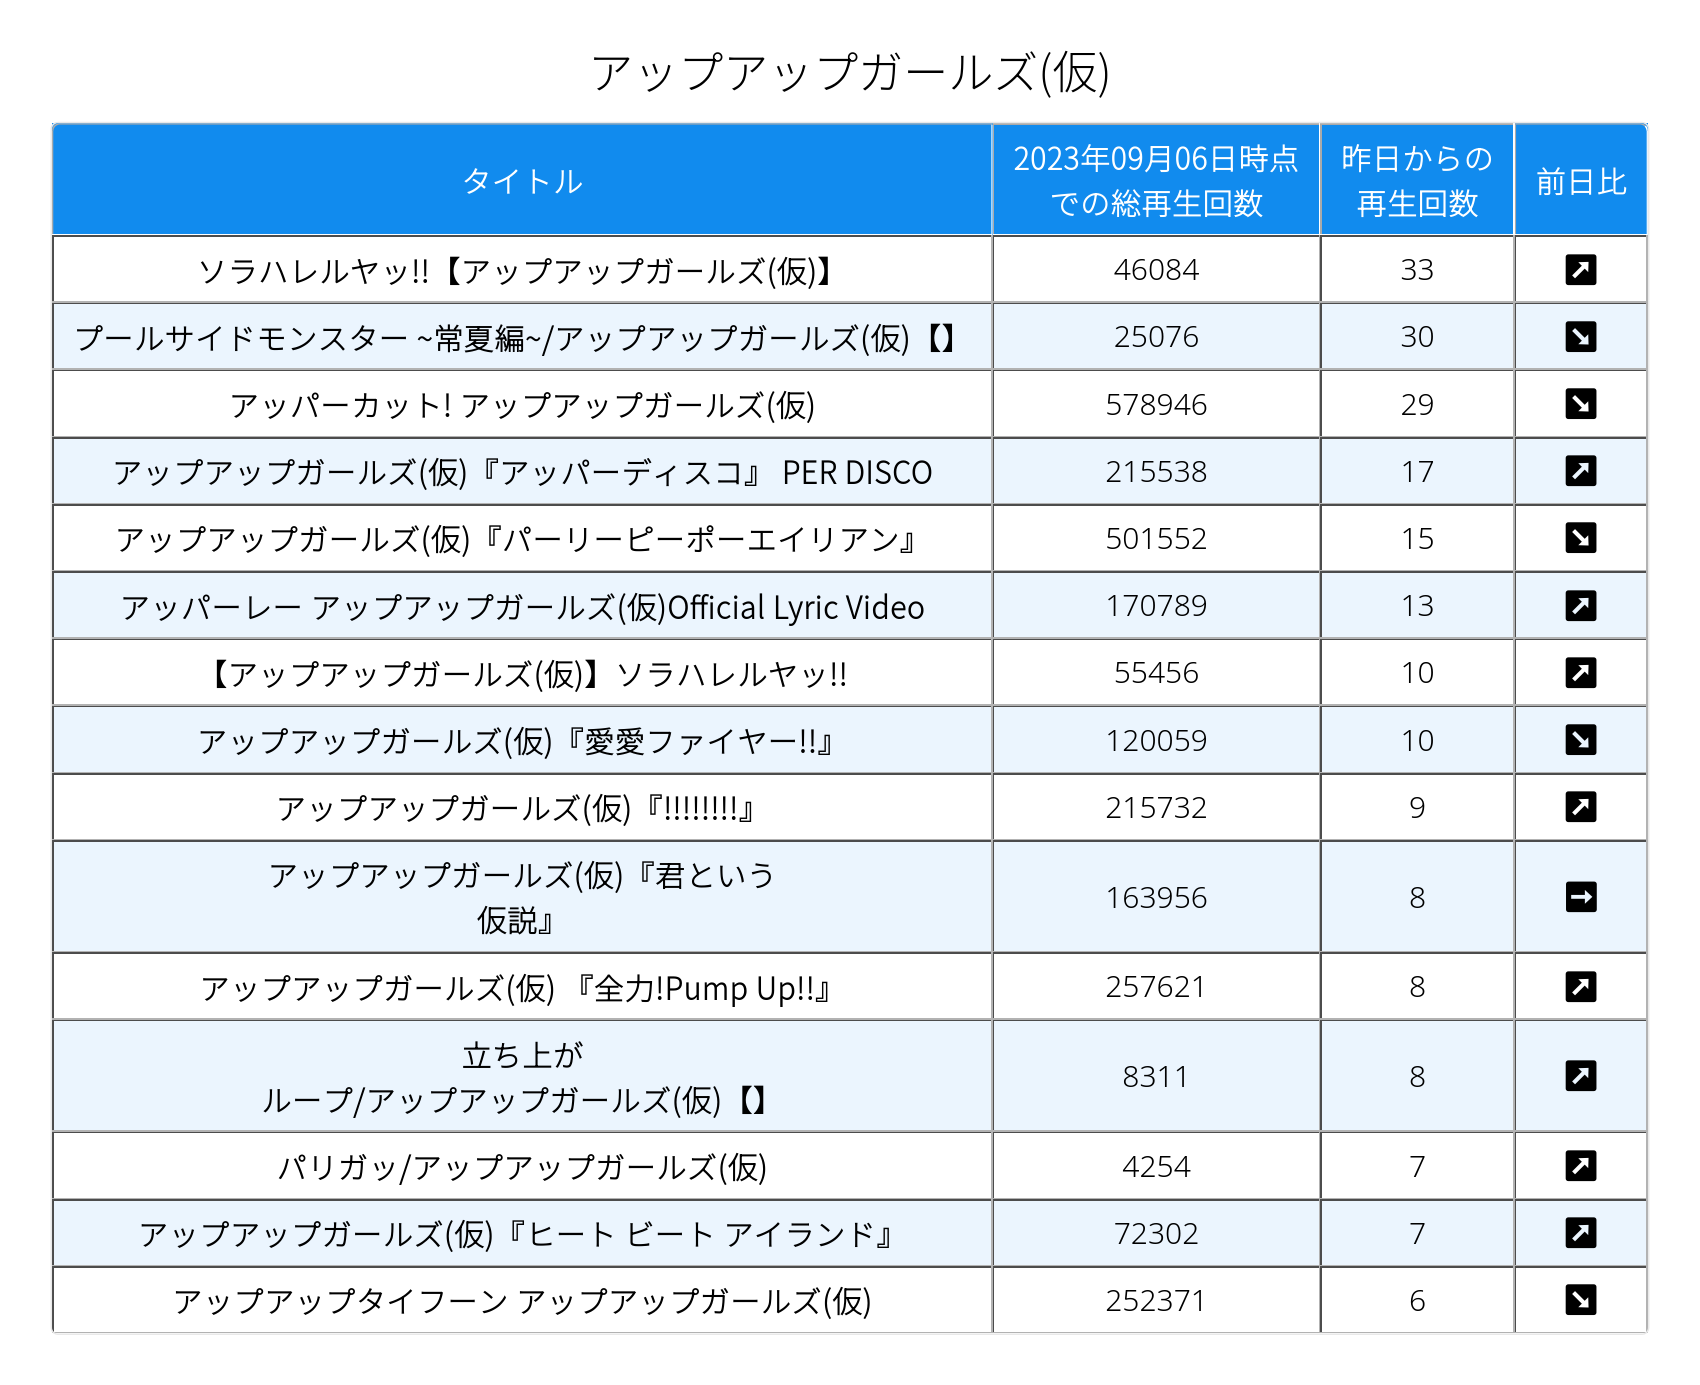 アップアップガールズ(仮)
タイトル
2023年09月06日時点
での総再生回数
昨日からの
再生回数
前日比
ソラハレルヤッ!!【アップアップガールズ(仮)】 46084 33
プールサイドモンスター ~常夏編~/アップアップガールズ(仮)【】 25076 30
アッパーカット! アップアップガールズ(仮) 578946 29
アップアップガールズ(仮)『アッパーディスコ』 PER DISCO 215538 17
アップアップガールズ(仮)『パーリーピーポーエイリアン』 501552 15
アッパーレー アップアップガールズ(仮)Official Lyric Video 170789 13
【アップアップガールズ(仮)】ソラハレルヤッ!! 55456 10
アップアップガールズ(仮)『愛愛ファイヤー!!』 120059 10
アップアップガールズ(仮)『!!!!!!!!』 215732 9
アップアップガールズ(仮)『君という
仮説』 163956 8
アップアップガールズ(仮) 『全力!Pump Up!!』 257621 8
立ち上が
ループ/アップアップガールズ(仮)【】 8311 8
パリガッ/アップアップガールズ(仮) 4254 7
アップアップガールズ(仮)『ヒート ビート アイランド』 72302 7
アップアップタイフーン アップアップガールズ(仮) 252371 6